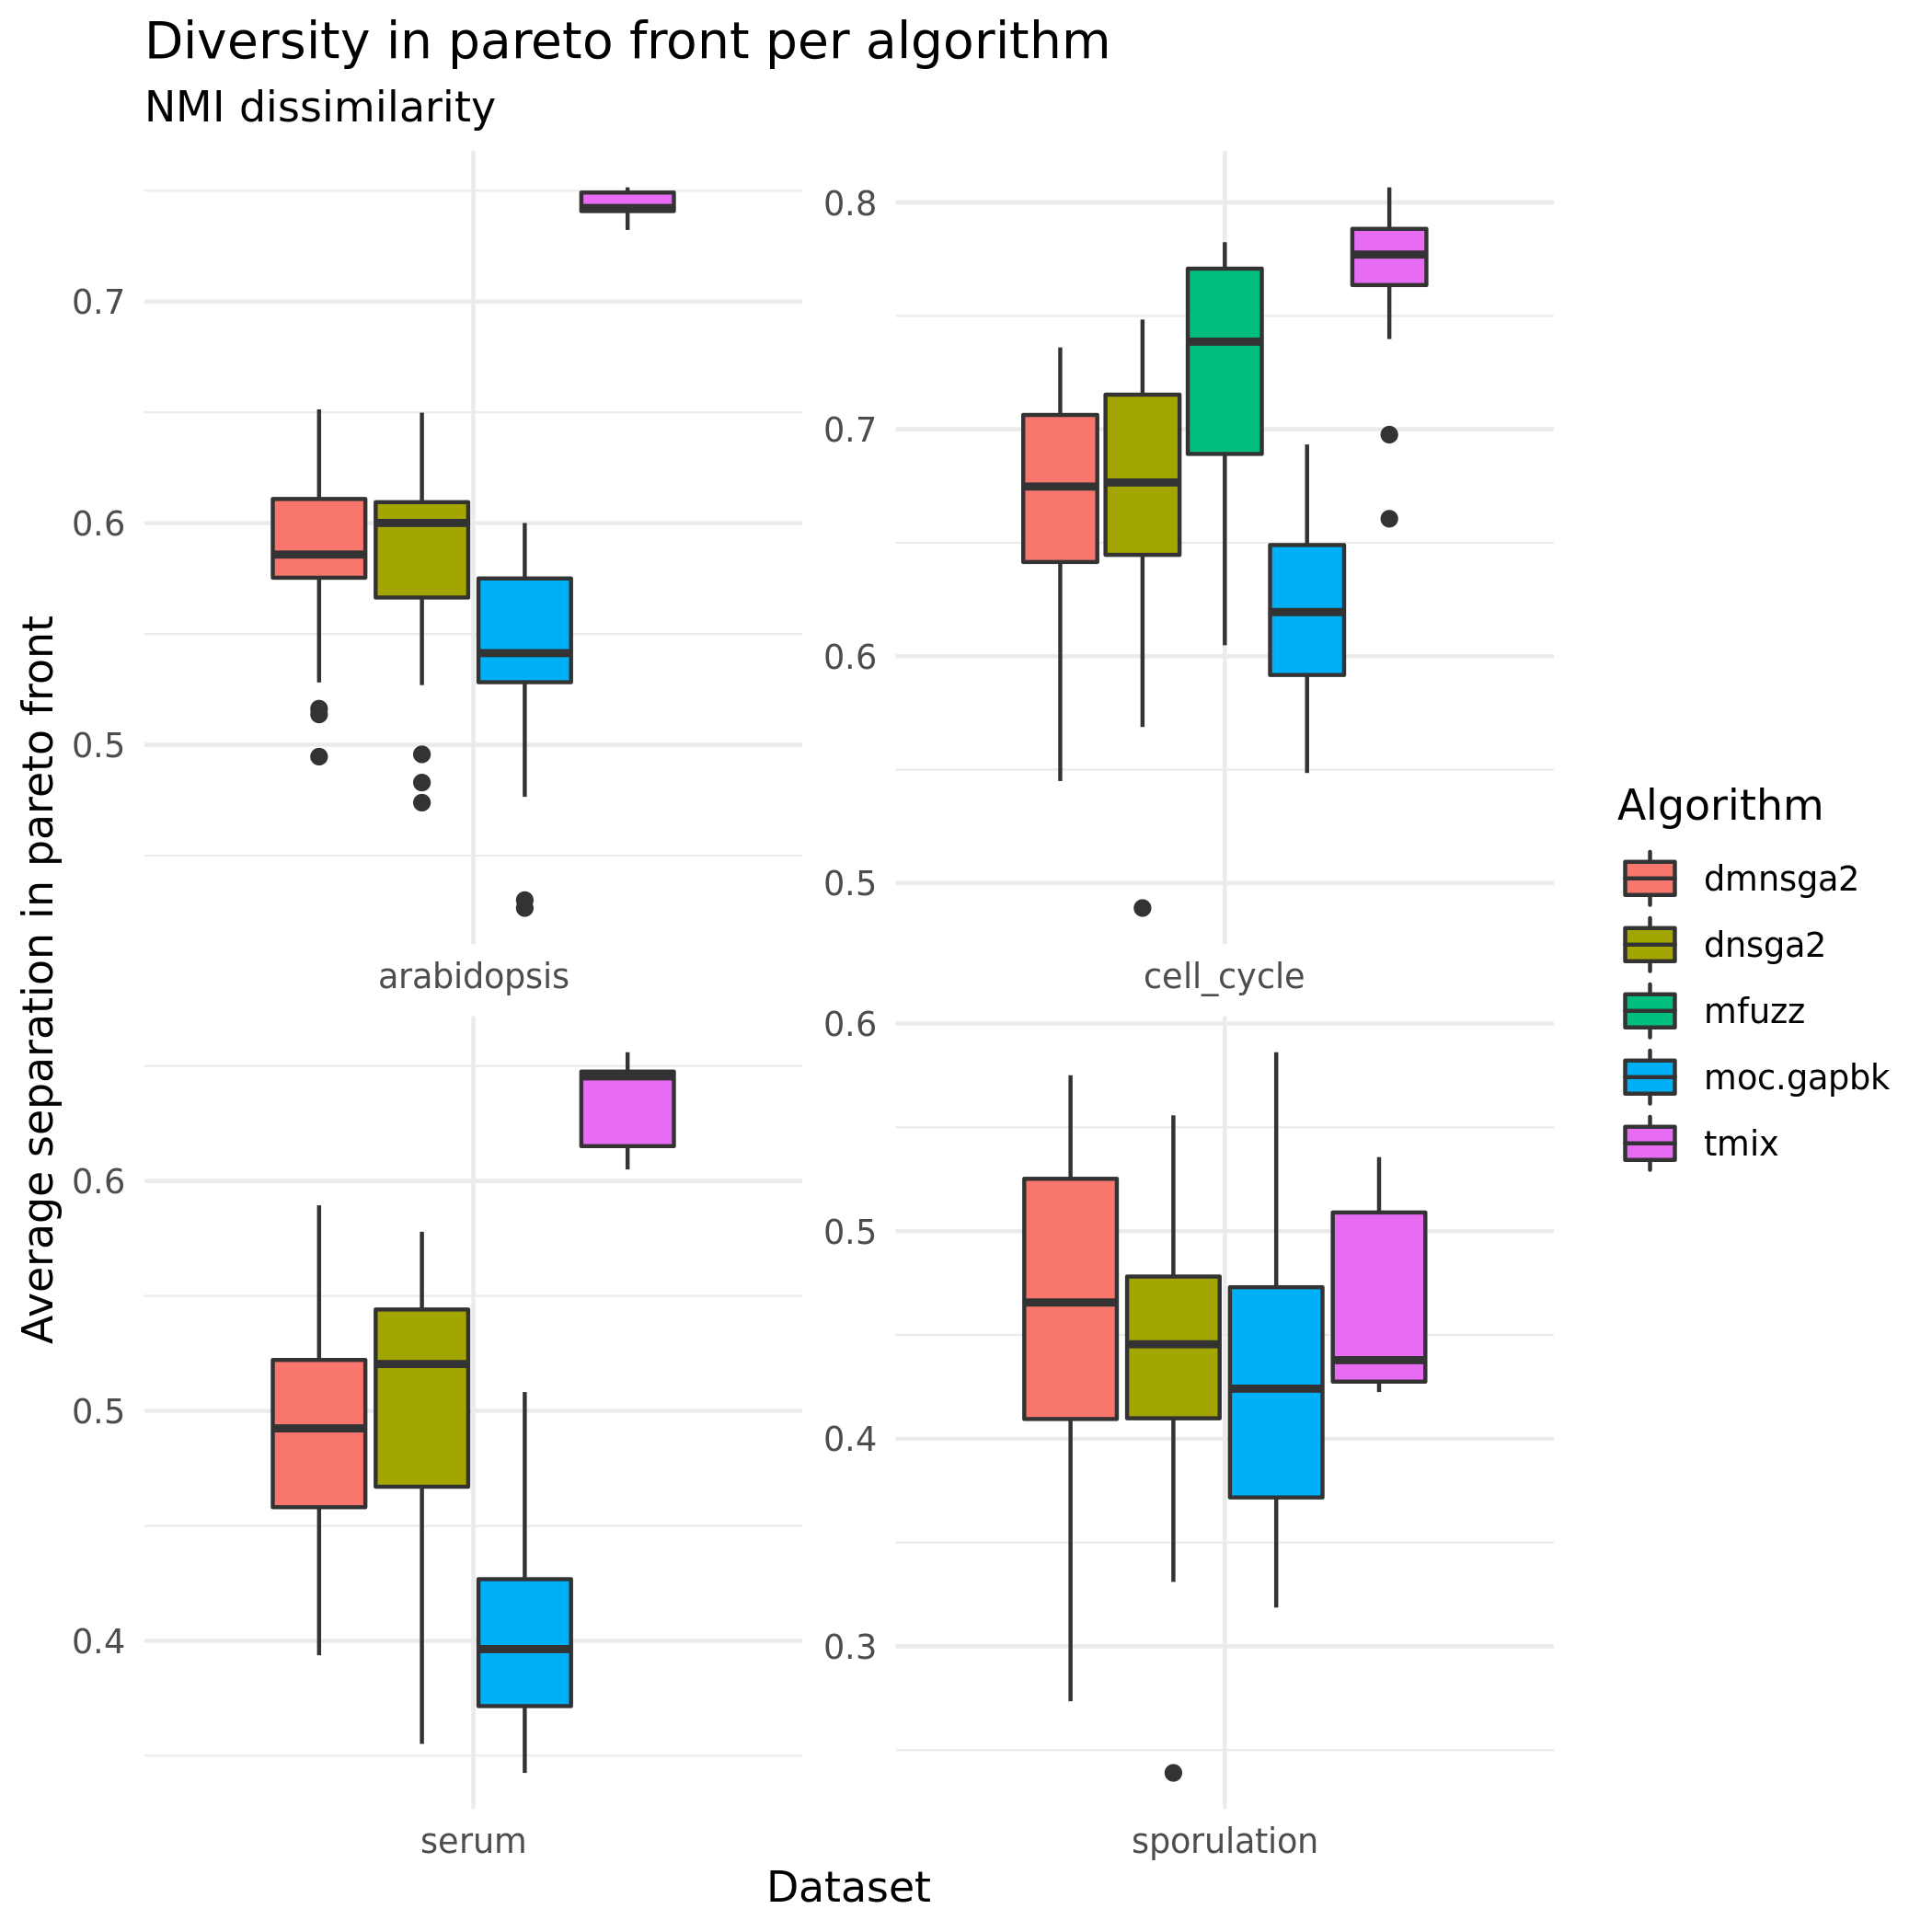 Diversity in pareto front per algorithm
NMI dissimilarity
Average separation in pareto front
0.7
0.6
0.5
arabidopsis
0.8
0.7
0.6
0.5
cell_cycle
0.6
0.5
0.4
serum
0.6
0.5
0.4
0.3
sporulation
Dataset
Algorithm
dmnsga2
dnsga2
mfuzz
moc.gapbk
tmix